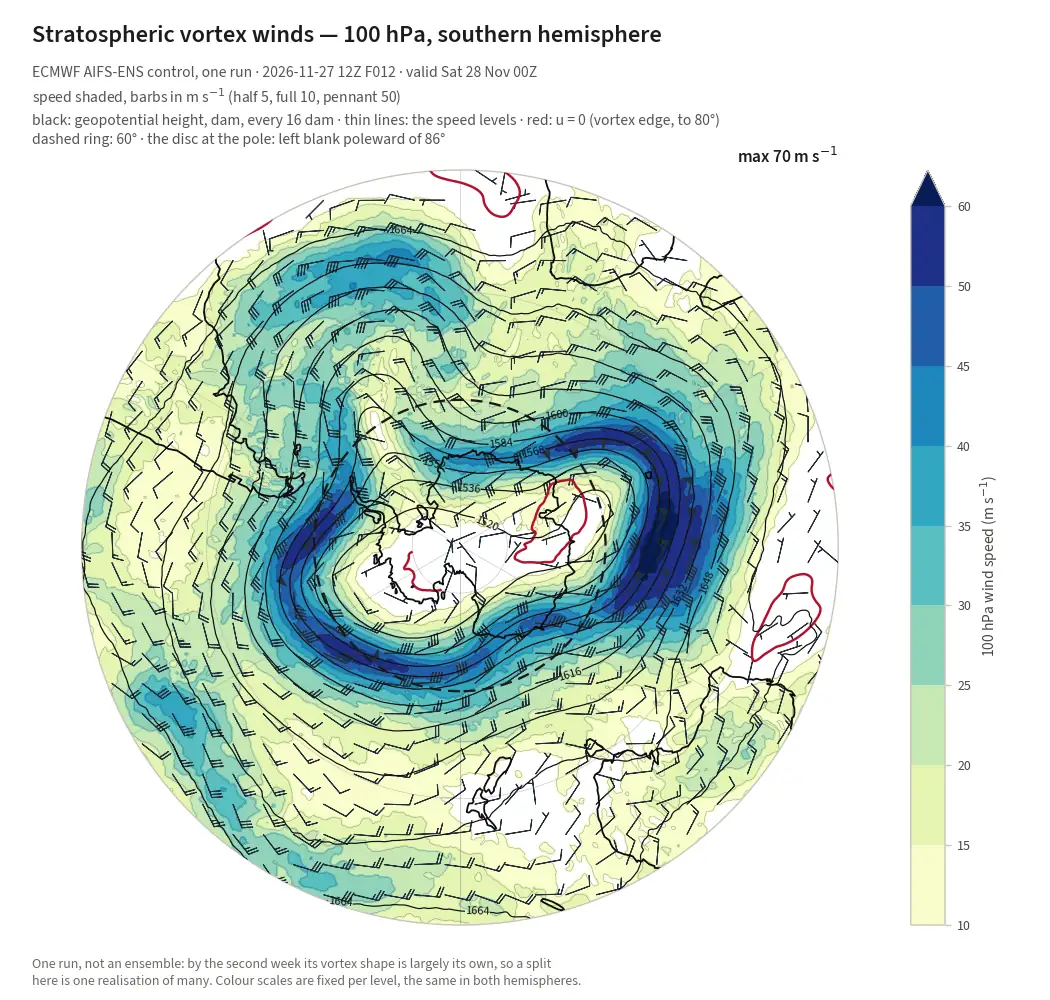 Stratospheric vortex winds — 100 hPa, southern hemisphere
ECMWF AIFS-ENS control, one run · 2026-11-27 12Z F012 · valid Sat 28 Nov 00Z
speed shaded, barbs in m s⁻¹ (half 5, full 10, pennant 50)
black: geopotential height, dam, every 16 dam · thin lines: the speed levels · red: u = 0 (vortex edge, to 80°)
dashed ring: 60° · the disc at the pole: left blank poleward of 86°
max 70 m s⁻¹
1664
60
50
45
40
35
30
25
20
15
10
100 hPa wind speed (m s⁻¹)
1600
1584
1568
1536
1520
1648
1632
1616
1664
1664
One run, not an ensemble: by the second week its vortex shape is largely its own, so a split
here is one realisation of many. Colour scales are fixed per level, the same in both hemispheres.